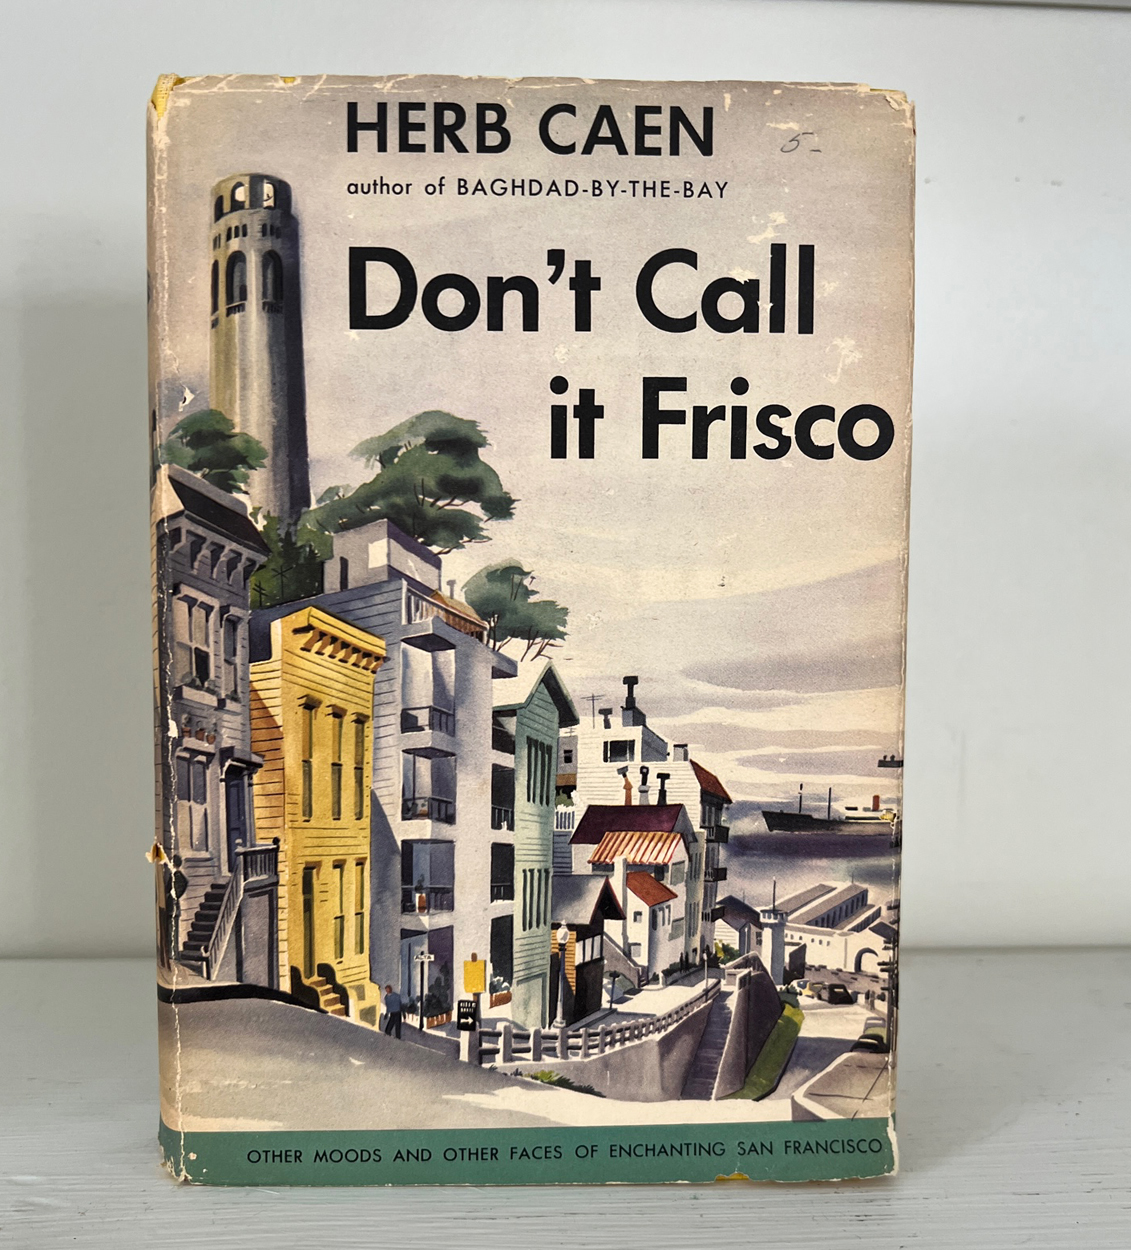 HERB CAEN
5-
author of BAGHDAD-BY-THE-BAY
Don't Call
it Frisco
ALTA
OTHER MOODS AND OTHER FACES OF ENCHANTING SAN FRANCISCO